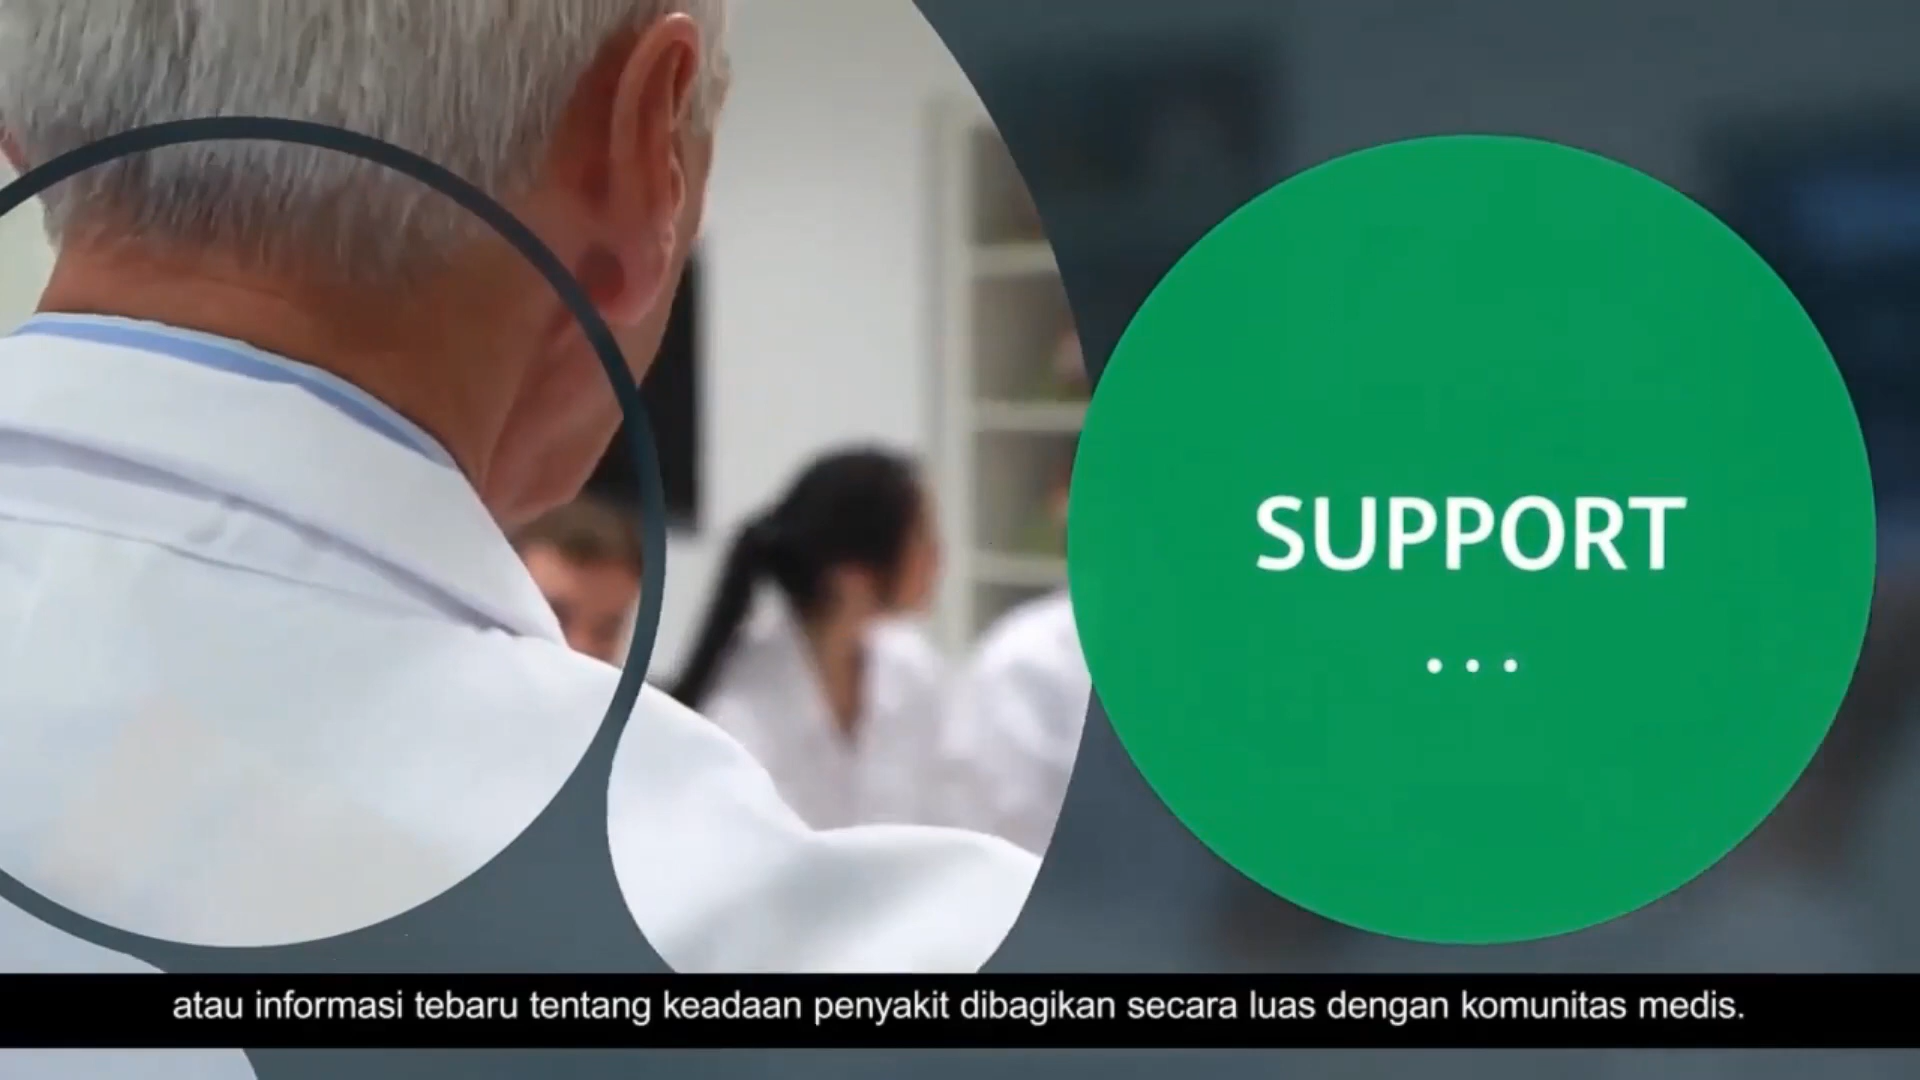 SUPPORT
...
atau informasi tebaru tentang keadaan penyakit dibagikan secara luas dengan komunitas medis.